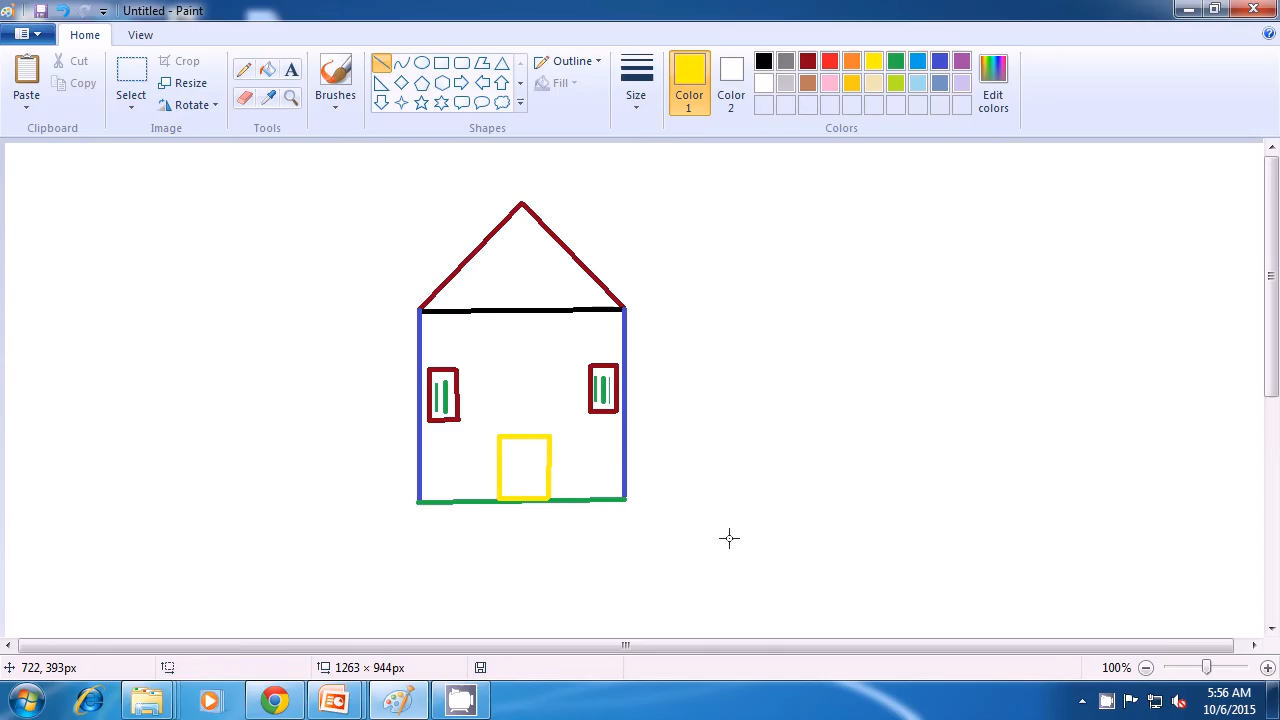 Untitled - Paint
Home View
Paste
Cut
Copy
Clipboard
Select
Crop
Resize
Rotate
Image
A
Tools
Brushes
Outline
Fill
Shapes
Size
Color
1
Color
2
Edit
colors
Colors
722, 393px
1263 × 944px
100%
5:56 AM
10/6/2015